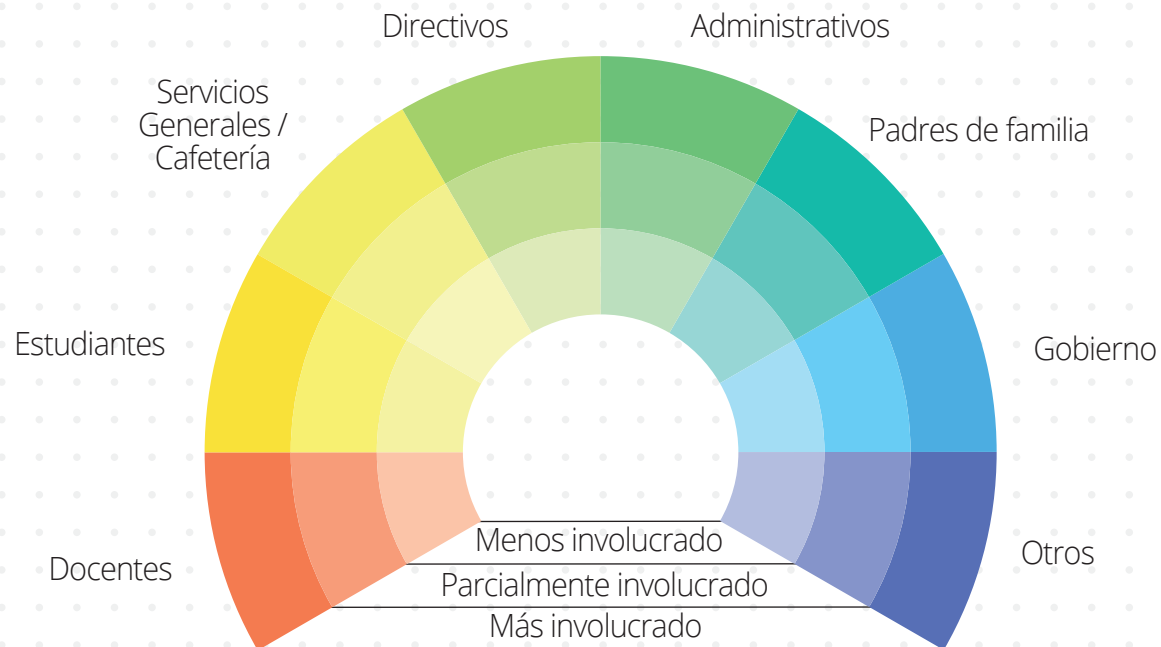 Directivos
Administrativos
Servicios
Generales /
Cafetería
Padres de familia
Estudiantes
Gobierno
Docentes
Otros
Menos involucrado
Parcialmente involucrado
Más involucrado